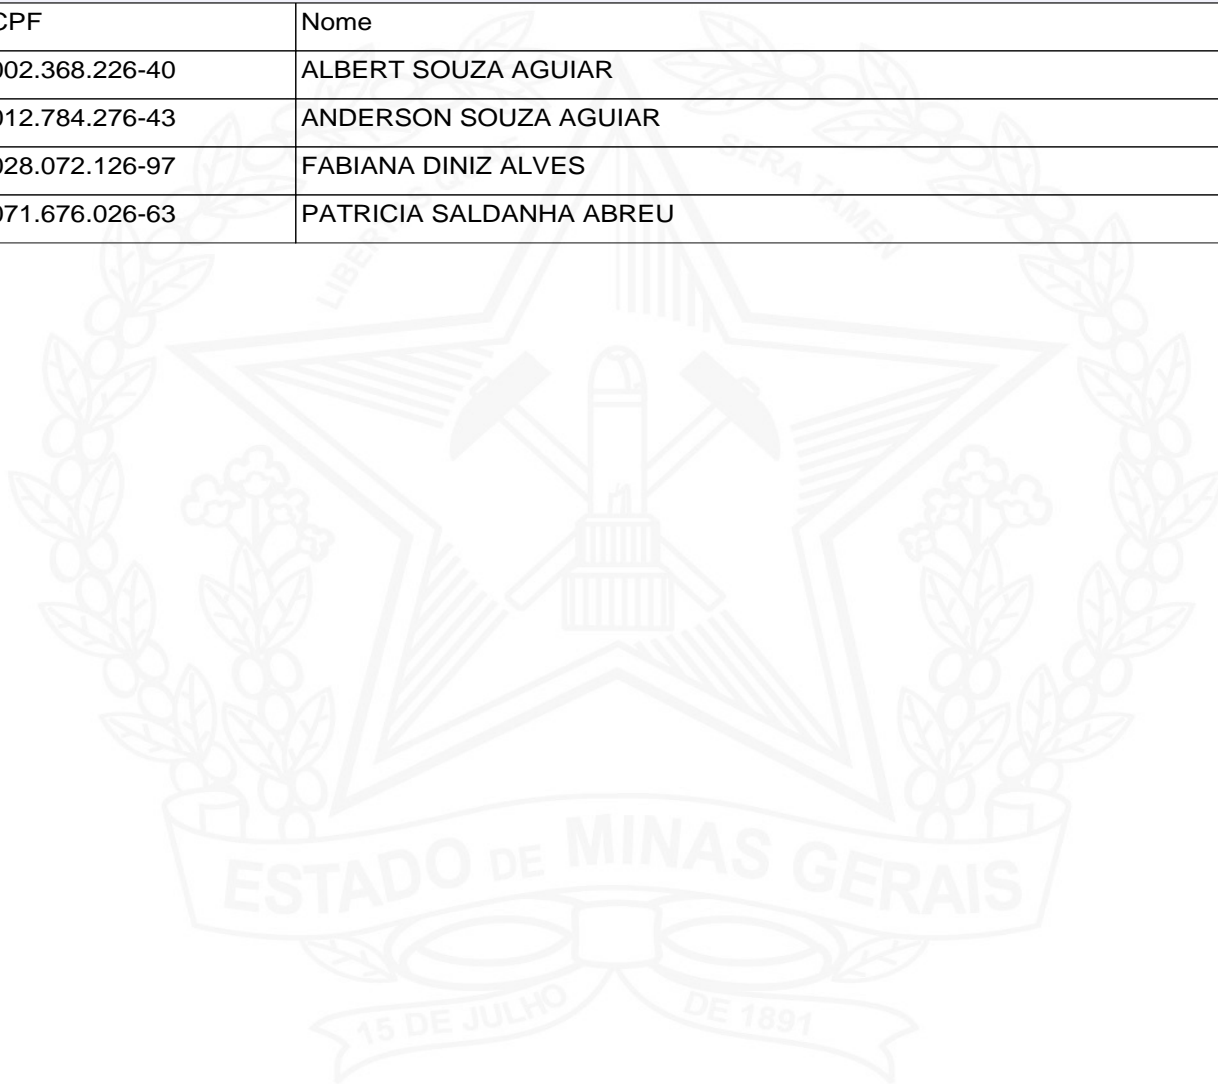 CPF Nome
002.368.226-40 ALBERT SOUZA AGUIAR
012.784.276-43 ANDERSON SOUZA AGUIAR
028.072.126-97 FABIANA DINIZ ALVES
071.676.026-63 PATRICIA SALDANHA ABREU
LIBERTAS QUÆ SERA TAMEN
ESTADO DE MINAS GERAIS
15 DE JULHO DE 1891